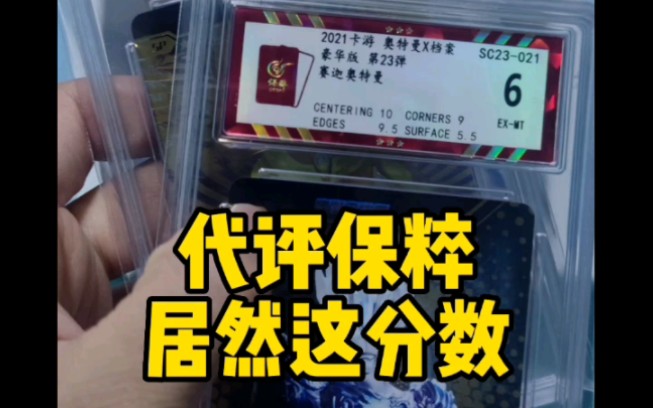 2021卡游 奥特曼X档案
豪华版 第23弹
赛迦奥特曼
SC23-021
6
EX-MT
CENTERING 10 CORNERS 9
EDGES 9.5 SURFACE 5.5
代评保粹
居然这分数